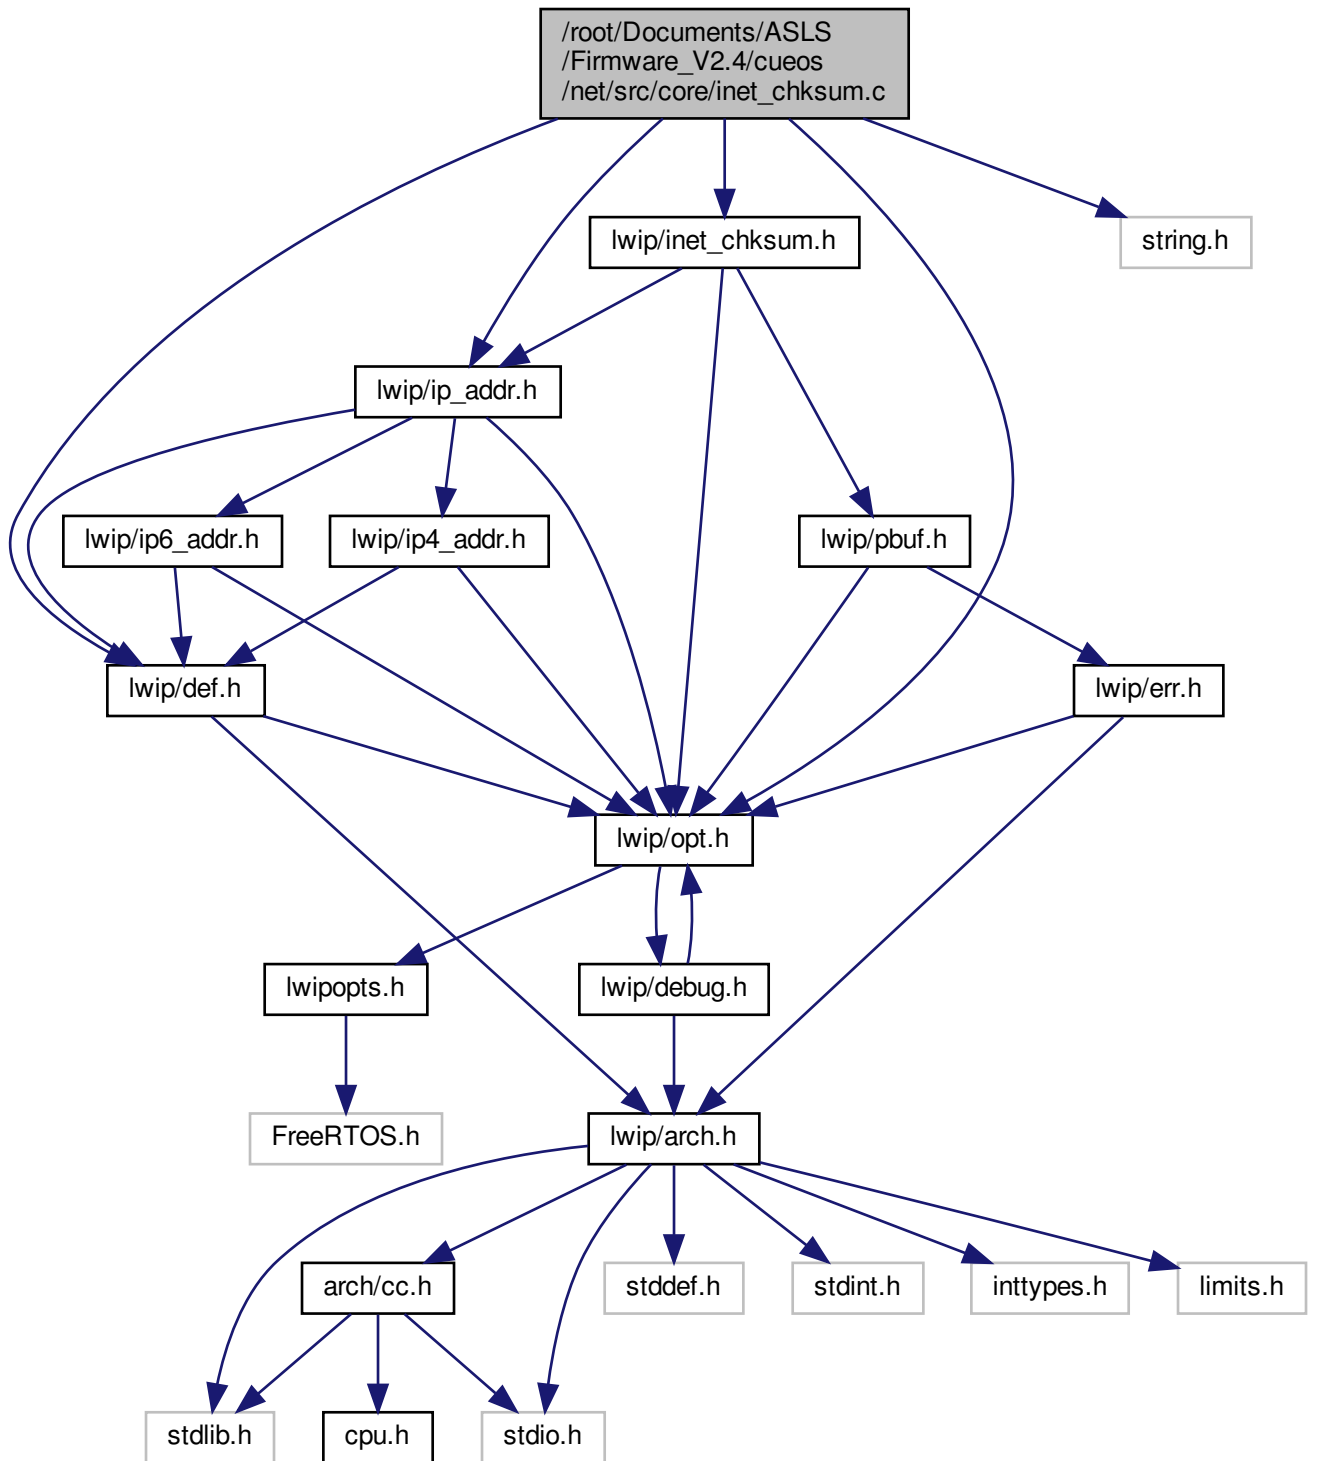 /root/Documents/ASLS
/Firmware_V2.4/cueos
/net/src/core/inet_chksum.c
lwip/inet_chksum.h
string.h
lwip/ip_addr.h
lwip/ip6_addr.h
lwip/ip4_addr.h
lwip/pbuf.h
lwip/def.h
lwip/err.h
lwip/opt.h
lwipopts.h
lwip/debug.h
FreeRTOS.h
lwip/arch.h
arch/cc.h
stddef.h
stdint.h
inttypes.h
limits.h
stdlib.h
cpu.h
stdio.h